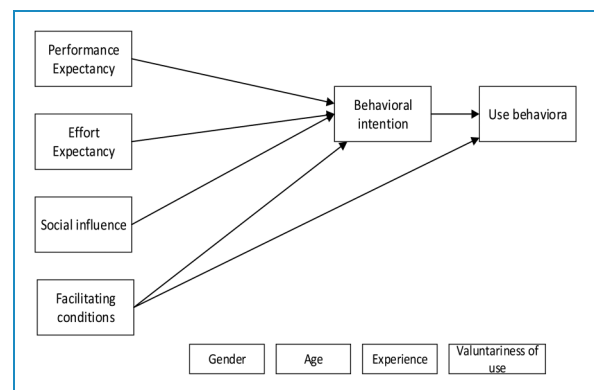 Performance
Expectancy
Effort
Expectancy
Social influence
Facilitating
conditions
Behavioral
intention
Use behaviora
Gender
Age
Experience
Valuntariness of
use